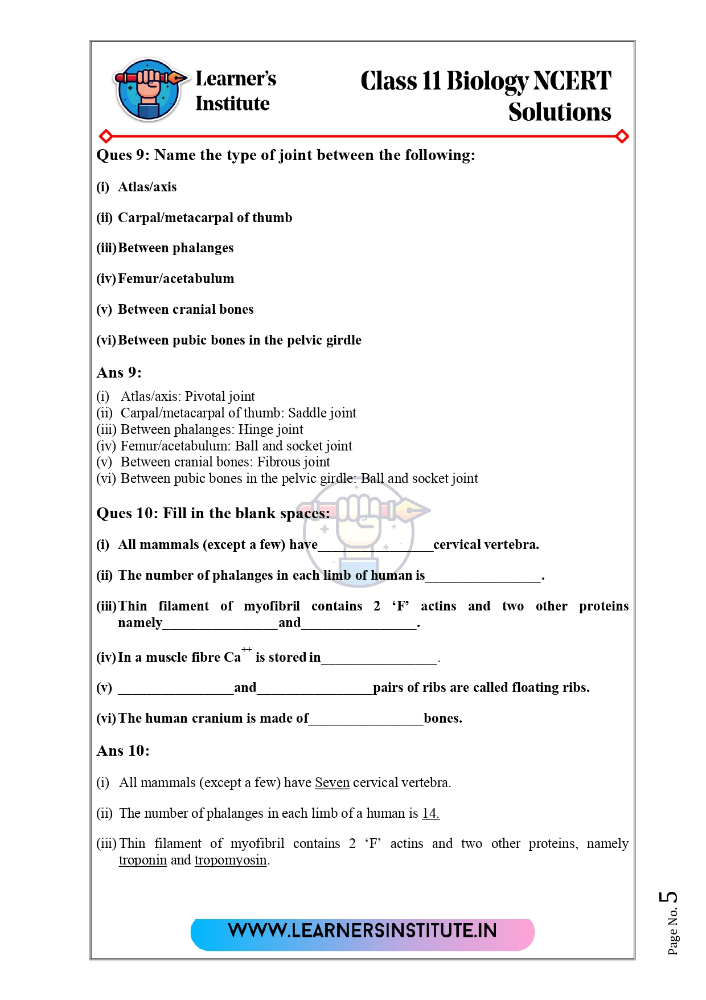 Learner's
Institute
Class 11 Biology NCERT
Solutions
Ques 9: Name the type of joint between the following:
(i) Atlas/axis
(ii) Carpal/metacarpal of thumb
(iii) Between phalanges
(iv) Femur/acetabulum
(v) Between cranial bones
(vi) Between pubic bones in the pelvic girdle
Ans 9:
(i) Atlas/axis: Pivotal joint
(ii) Carpal/metacarpal of thumb: Saddle joint
(iii) Between phalanges: Hinge joint
(iv) Femur/acetabulum: Ball and socket joint
(v) Between cranial bones: Fibrous joint
(vi) Between pubic bones in the pelvic girdle: Ball and socket joint
Ques 10: Fill in the blank spaces:
(i) All mammals (except a few) have________________cervical vertebra.
(ii) The number of phalanges in each limb of human is________________.
(iii) Thin filament of myofibril contains 2 ‘F’ actins and two other proteins
namely________________and________________.
(iv) In a muscle fibre Ca++ is stored in________________.
(v) ________________and________________pairs of ribs are called floating ribs.
(vi) The human cranium is made of________________bones.
Ans 10:
(i) All mammals (except a few) have Seven cervical vertebra.
(ii) The number of phalanges in each limb of a human is 14.
(iii) Thin filament of myofibril contains 2 ‘F’ actins and two other proteins, namely
troponin and tropomyosin.
WWW.LEARNERSINSTITUTE.IN
Page No. 5